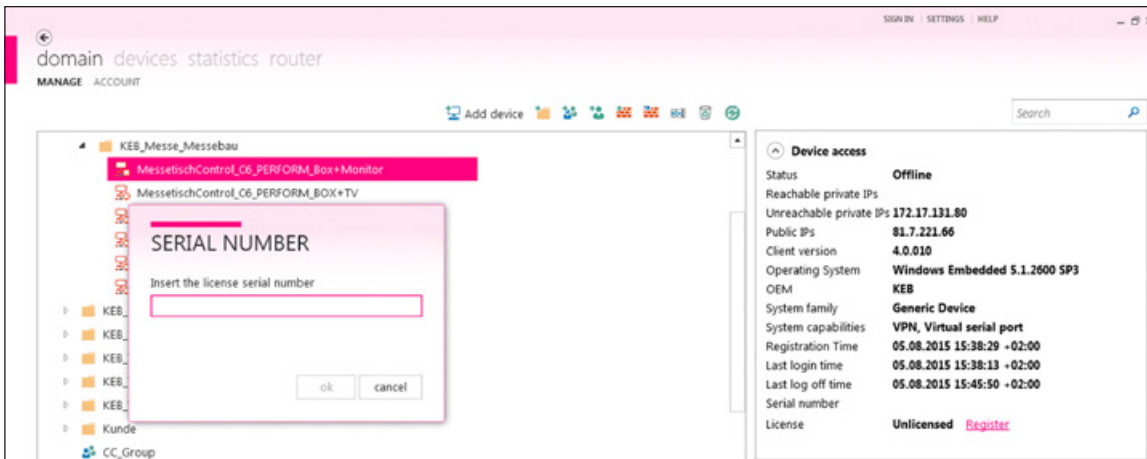 SIGN IN SETTINGS HELP
domain devices statistics router
MANAGE ACCOUNT
Add device
Search
KEB_Messe_Messebau
MessetischControl_C6_PERFORM_Box+Monitor
MessetischControl_C6_PERFORM_BOX+TV
SERIAL NUMBER
Insert the license serial number
ok cancel
KEB_
KEB_
KEB_
KEB_
KEB_
Kunde
CC_Group
Device access
Status Offline
Reachable private IPs
Unreachable private IPs 172.17.131.80
Public IPs 81.7.221.66
Client version 4.0.010
Operating System Windows Embedded 5.1.2600 SP3
OEM KEB
System family Generic Device
System capabilities VPN, Virtual serial port
Registration Time 05.08.2015 15:38:29 +02:00
Last login time 05.08.2015 15:38:13 +02:00
Last log off time 05.08.2015 15:45:50 +02:00
Serial number
License Unlicensed Register